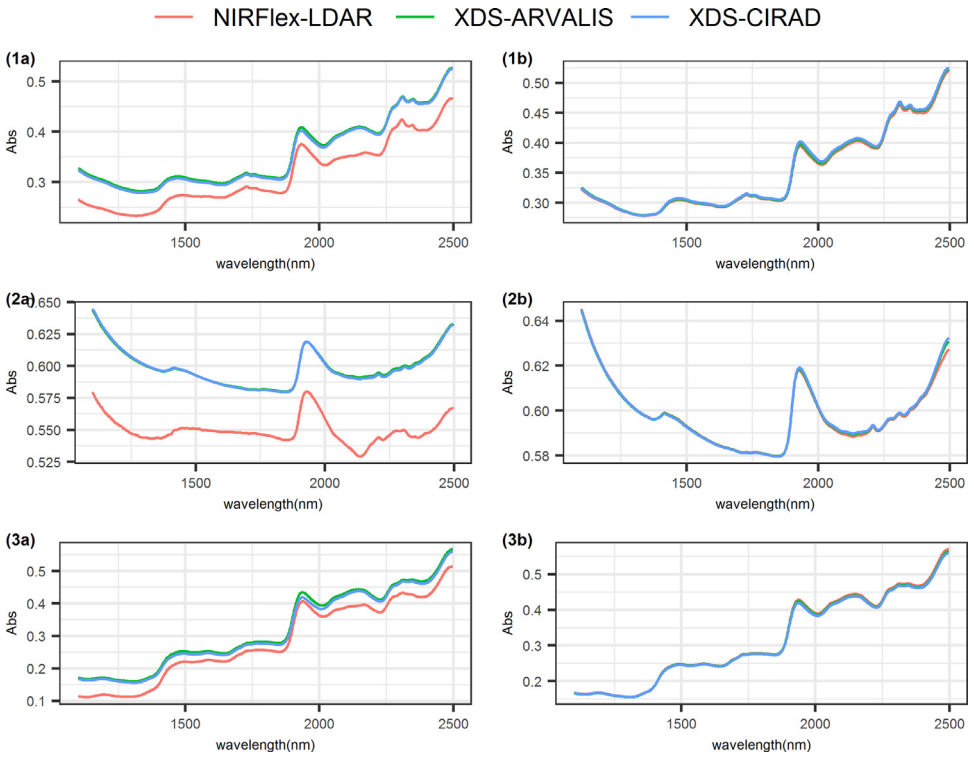 NIRFlex-LDAR XDS-ARVALIS XDS-CIRAD
(1a) (1b)
Abs
0.5
0.4
0.3
1500 2000 2500
wavelength(nm)
Abs
0.50
0.45
0.40
0.35
0.30
1500 2000 2500
wavelength(nm)
(2a) (2b)
Abs
0.650
0.625
0.600
0.575
0.550
0.525
1500 2000 2500
wavelength(nm)
Abs
0.64
0.62
0.60
0.58
1500 2000 2500
wavelength(nm)
(3a) (3b)
Abs
0.5
0.4
0.3
0.2
0.1
1500 2000 2500
wavelength(nm)
Abs
0.5
0.4
0.3
0.2
1500 2000 2500
wavelength(nm)